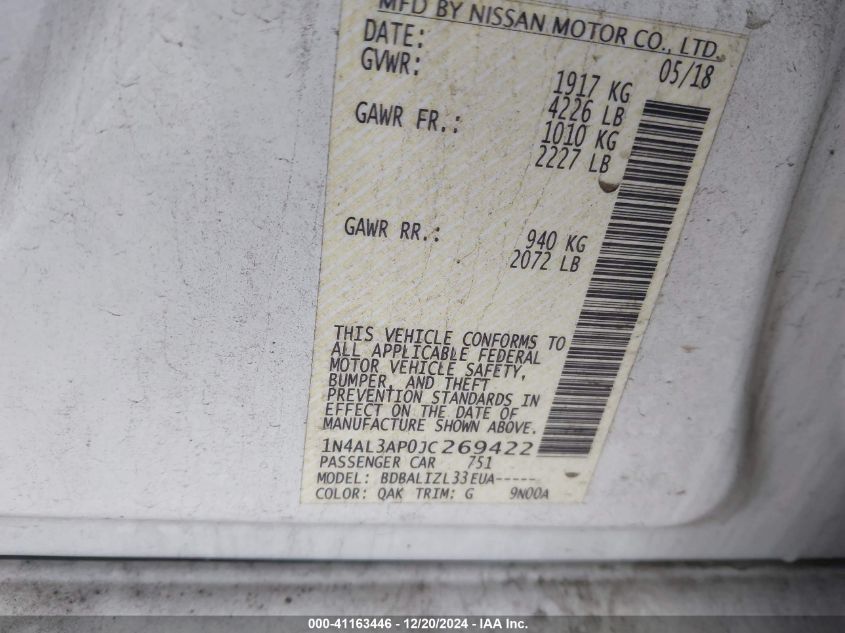 MFD BY NISSAN MOTOR CO., LTD.
DATE: 05/18
GVWR: 1917 KG
4226 LB
GAWR FR.: 1010 KG
2227 LB
GAWR RR.: 940 KG
2072 LB
THIS VEHICLE CONFORMS TO
ALL APPLICABLE FEDERAL
MOTOR VEHICLE SAFETY,
BUMPER, AND THEFT
PREVENTION STANDARDS IN
EFFECT ON THE DATE OF
MANUFACTURE SHOWN ABOVE.
1N4AL3AP0JC269422
PASSENGER CAR 751
MODEL: BDBALIZL33EUA-----
COLOR: QAK TRIM: G 9N00A
000-41163446 - 12/20/2024 - IAA Inc.